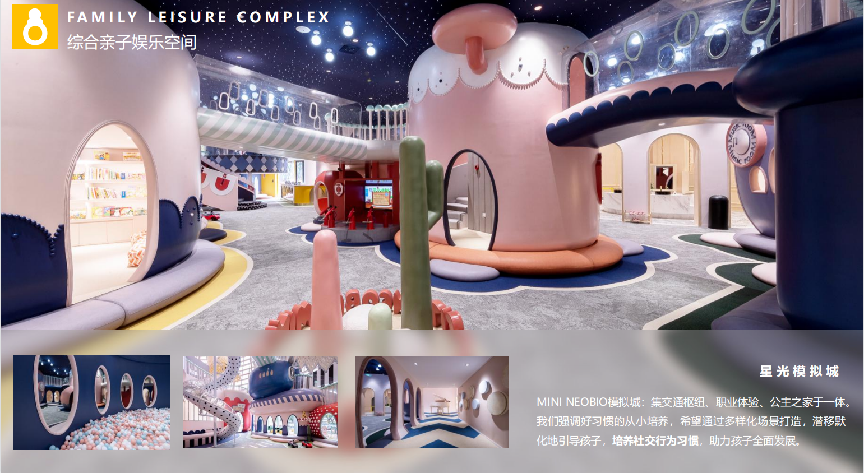 FAMILY LEISURE COMPLEX
综合亲子娱乐空间
星光模拟城
MINI NEOBIO模拟城：集交通枢纽、职业体验、公主之家于一体。
我们强调好习惯的从小培养，希望通过多样化场景打造，潜移默
化地引导孩子，培养社交行为习惯，助力孩子全面发展。